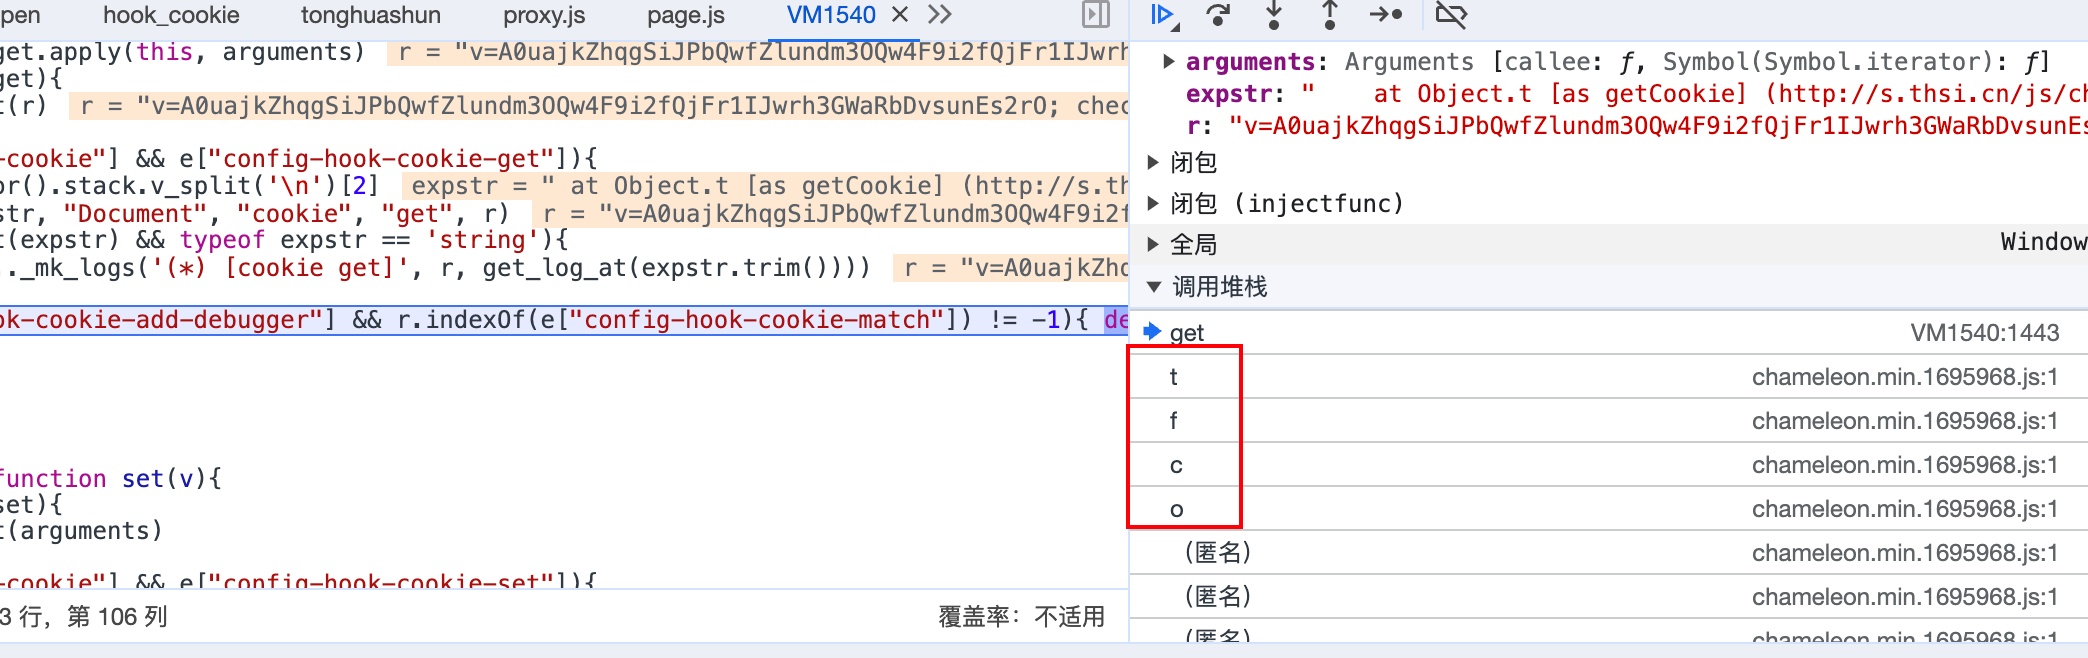 pen hook_cookie tonghuashun proxy.js page.js VM1540
get.apply(this, arguments) r = "v=A0uajkZhqgSiJPbQwfZlundm3OQw4F9i2fQjFr1IJwrh
get){
t(r) r = "v=A0uajkZhqgSiJPbQwfZlundm3OQw4F9i2fQjFr1IJwrh3GWaRbDvsunEs2rO; chec
-cookie"] && e["config-hook-cookie-get"]){
or().stack.v_split('\n')[2] expstr = " at Object.t [as getCookie] (http://s.th
str, "Document", "cookie", "get", r) r = "v=A0uajkZhqgSiJPbQwfZlundm3OQw4F9i2f
t(expstr) && typeof expstr == 'string'){
._mk_logs('(*) [cookie get]', r, get_log_at(expstr.trim()))) r = "v=A0uajkZhq
ok-cookie-add-debugger"] && r.indexOf(e["config-hook-cookie-match"]) != -1){ de
function set(v){
set){
t(arguments)
-cookie"] && e["config-hook-cookie-set"]){
3 行，第 106 列
覆盖率：不适用
arguments: Arguments [callee: ƒ, Symbol(Symbol.iterator): ƒ]
expstr: " at Object.t [as getCookie] (http://s.thsi.cn/js/ch
r: "v=A0uajkZhqgSiJPbQwfZlundm3OQw4F9i2fQjFr1IJwrh3GWaRbDvsunEs
闭包
闭包 (injectfunc)
全局 Window
调用堆栈
get VM1540:1443
t chameleon.min.1695968.js:1
f chameleon.min.1695968.js:1
c chameleon.min.1695968.js:1
o chameleon.min.1695968.js:1
(匿名) chameleon.min.1695968.js:1
(匿名) chameleon.min.1695968.js:1
(匿名) chameleon.min.1695968.js:1